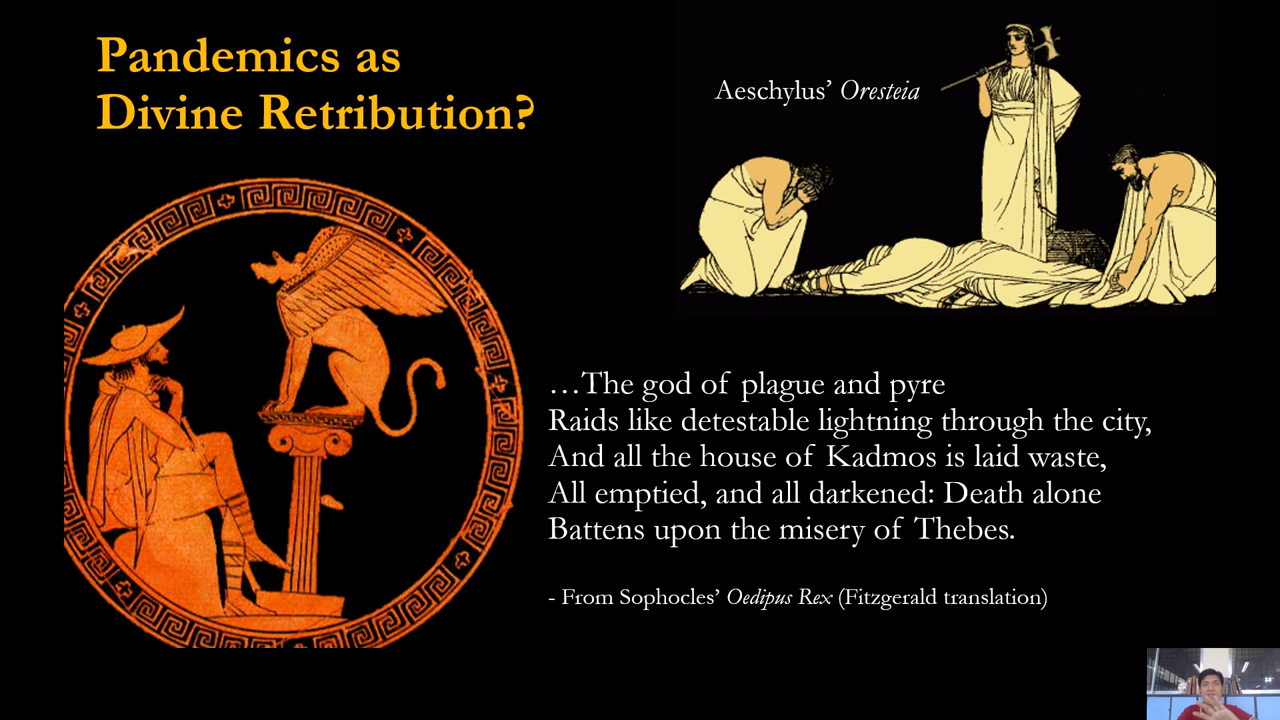 Pandemics as
Divine Retribution?
Aeschylus’ Oresteia
…The god of plague and pyre
Raids like detestable lightning through the city,
And all the house of Kadmos is laid waste,
All emptied, and all darkened: Death alone
Battens upon the misery of Thebes.
- From Sophocles’ Oedipus Rex (Fitzgerald translation)